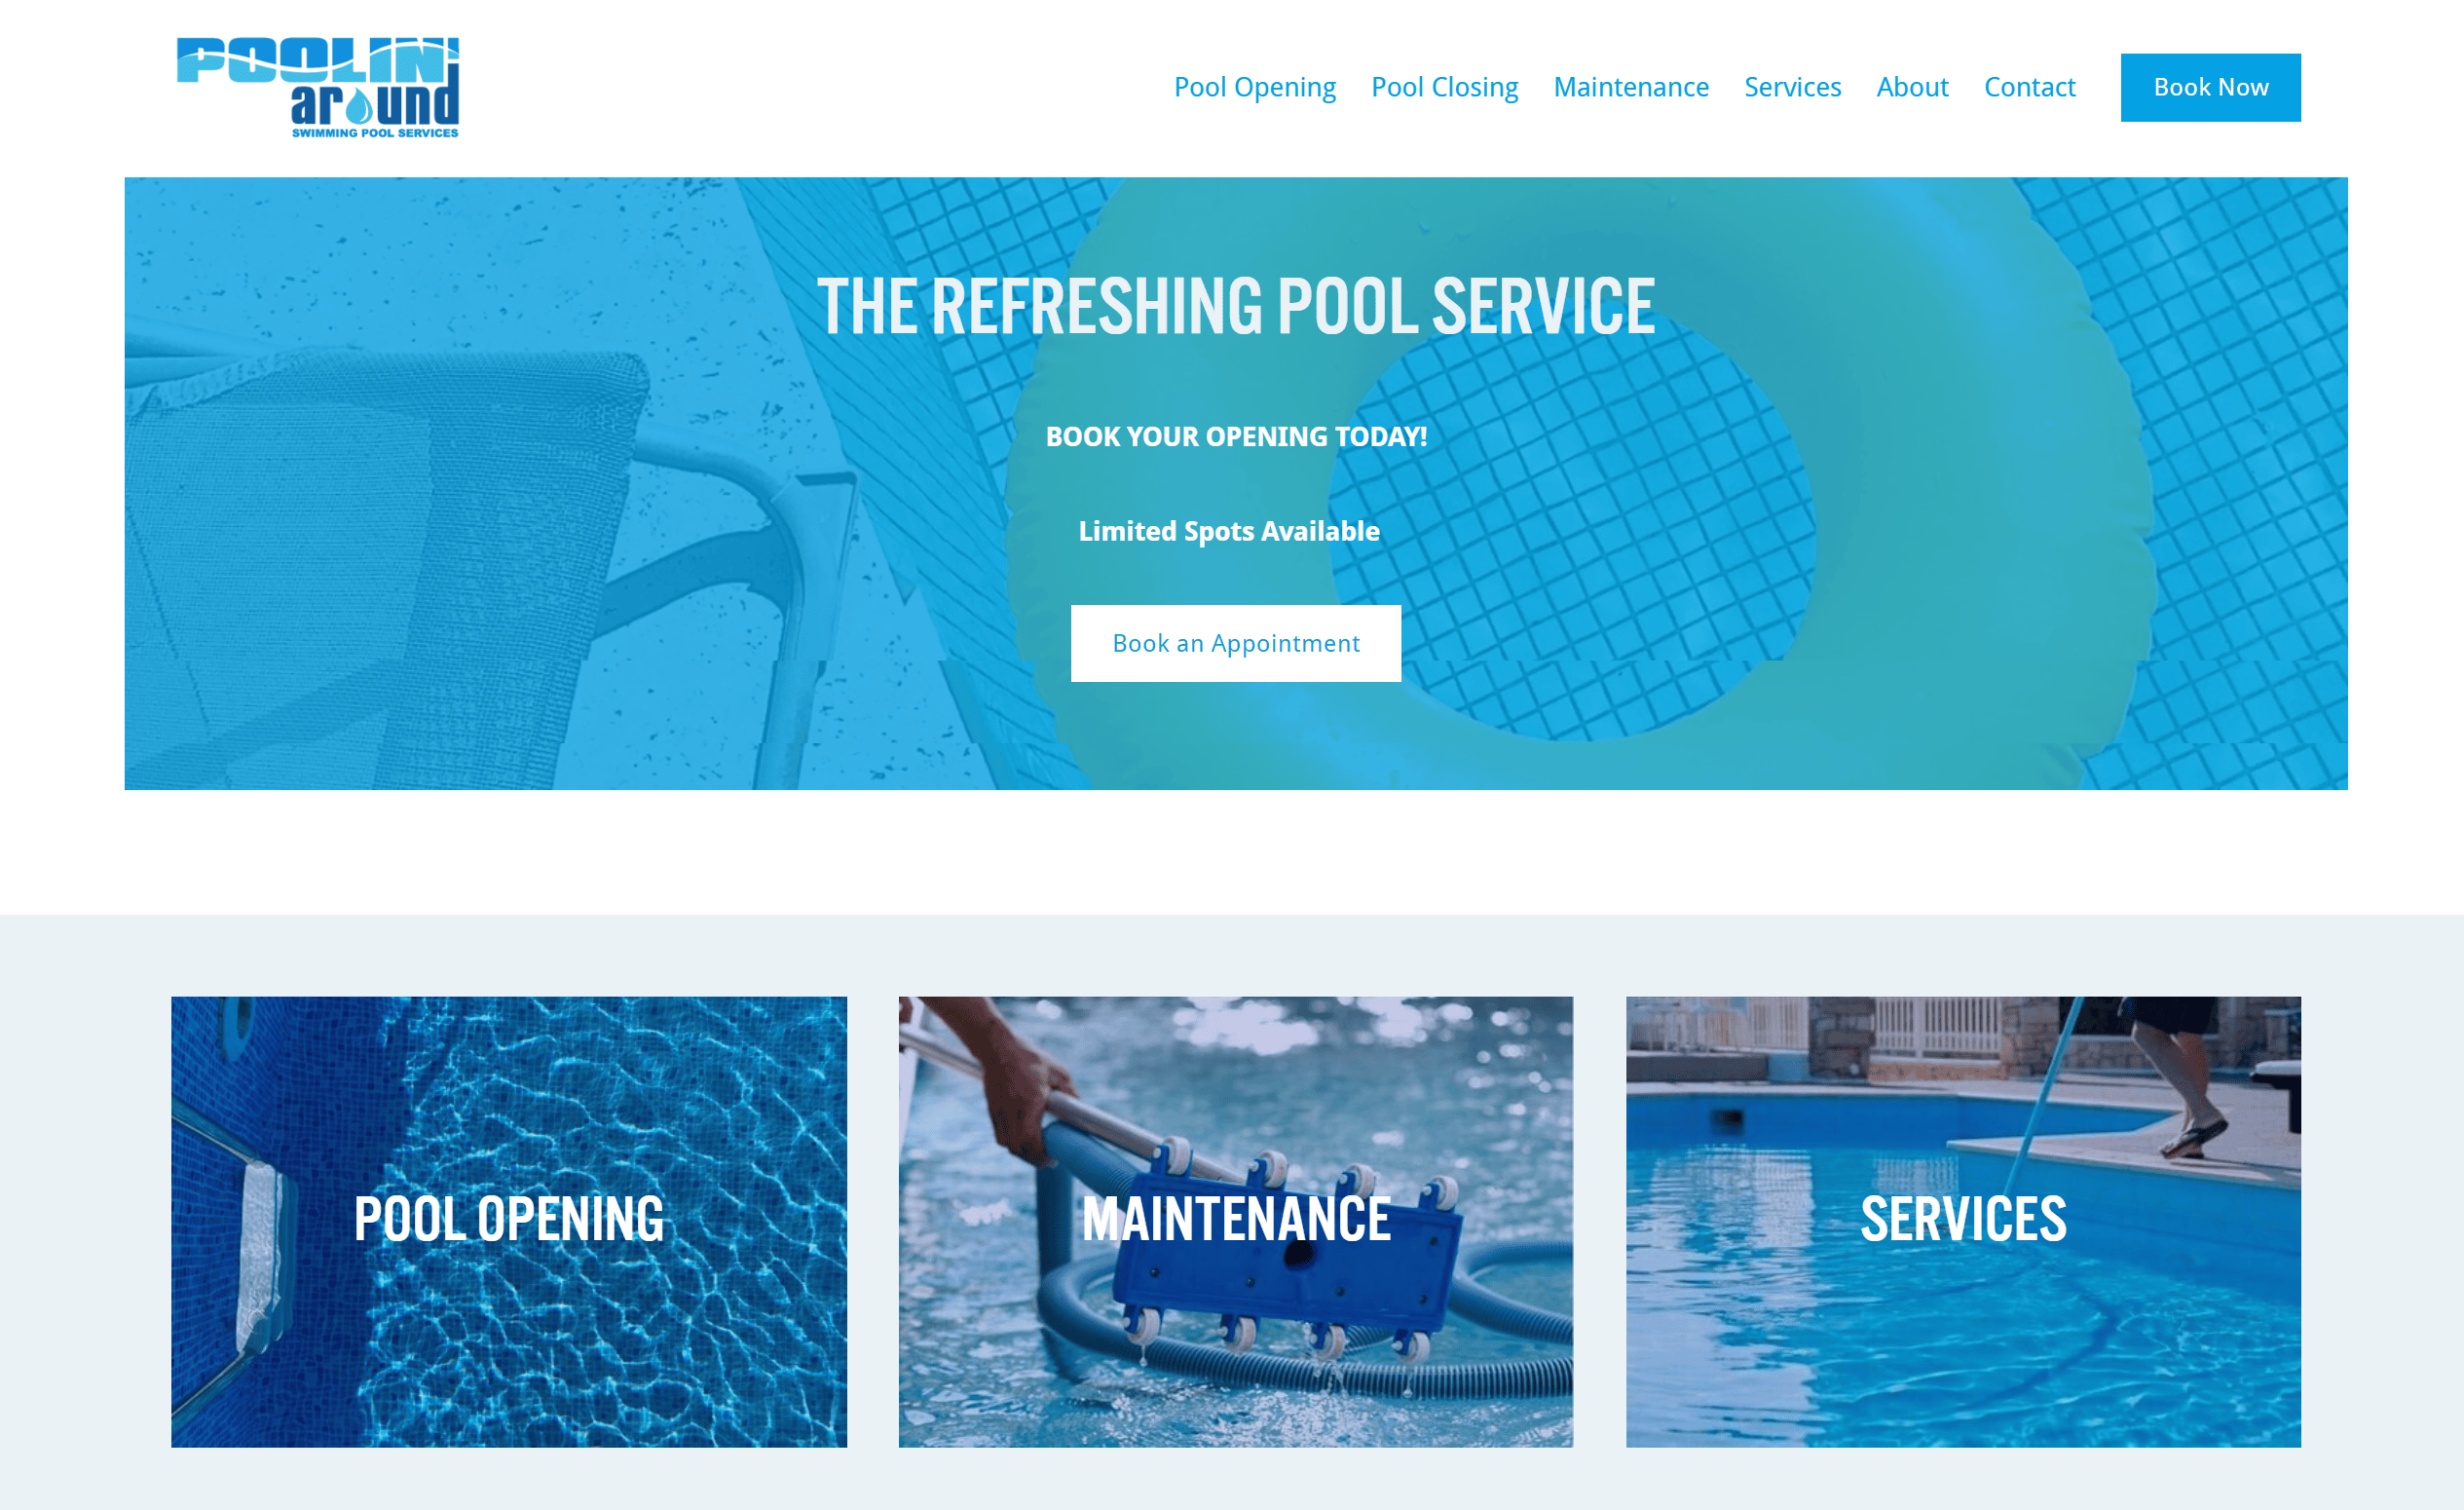 POOLIN'
around
SWIMMING POOL SERVICES
Pool Opening Pool Closing Maintenance Services About Contact Book Now
THE REFRESHING POOL SERVICE
BOOK YOUR OPENING TODAY!
Limited Spots Available
Book an Appointment
POOL OPENING
MAINTENANCE
SERVICES